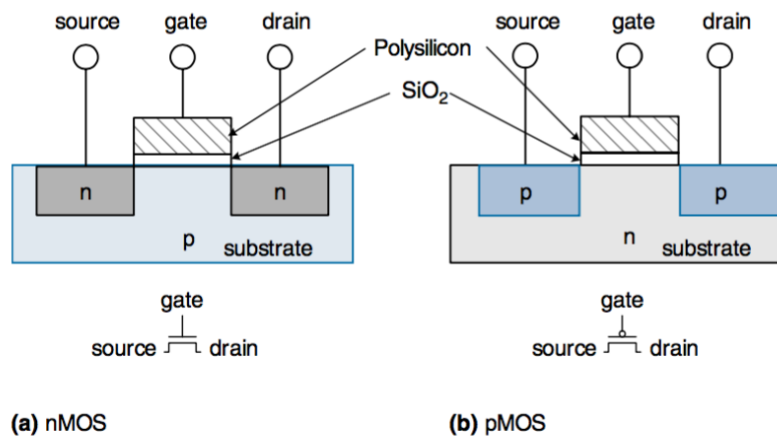 source gate drain
source gate drain
Polysilicon
SiO₂
n
n
p
substrate
p
p
n
substrate
gate
source drain
gate
source drain
(a) nMOS
(b) pMOS